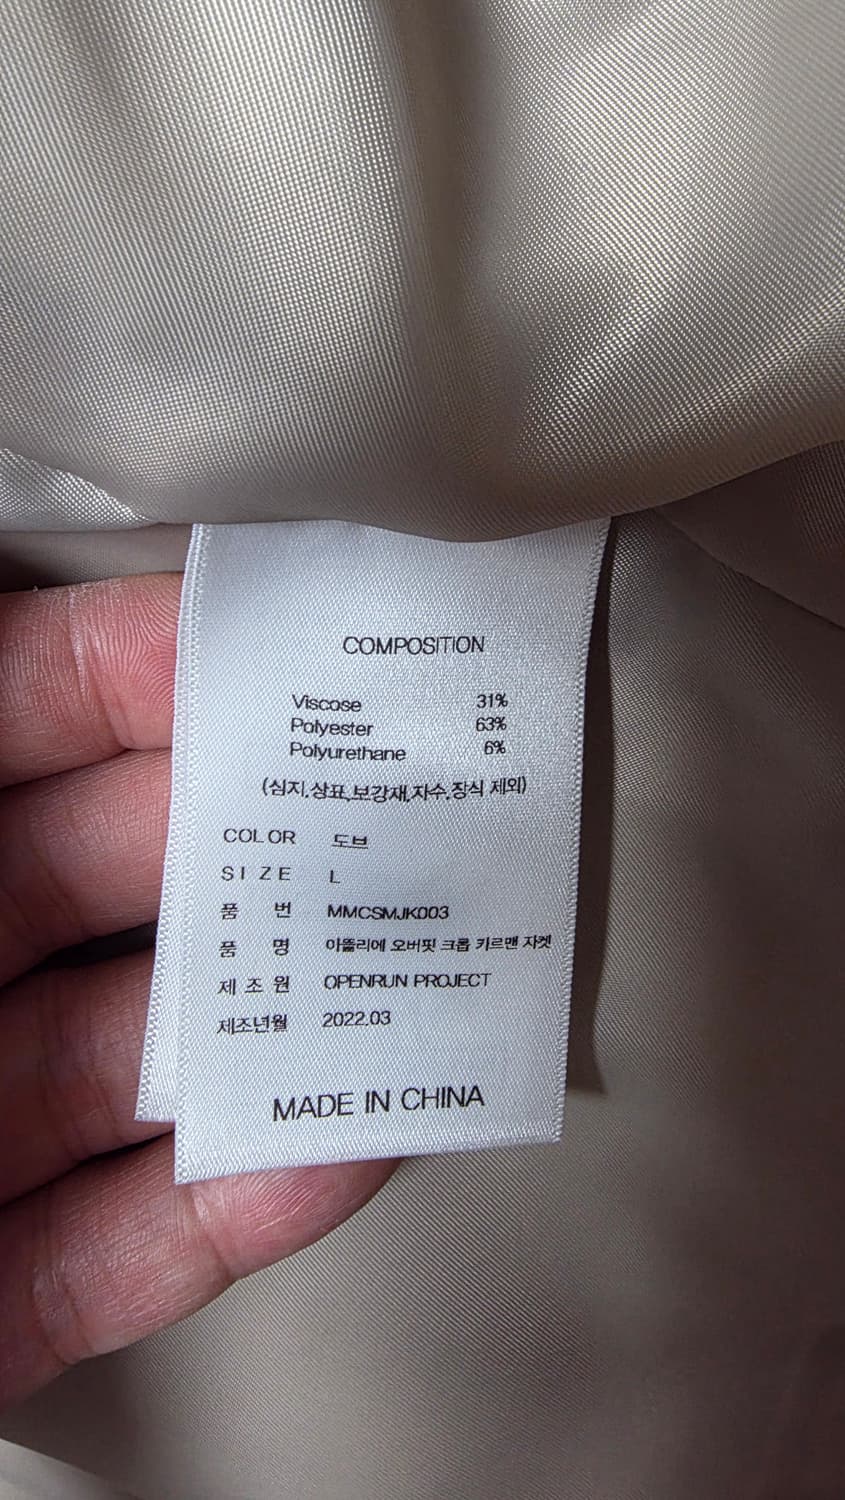 COMPOSITION
Viscose 31%
Polyester 63%
Polyurethane 6%
(심지,상표,보강재,자수,장식 제외)
COLOR 도브
SIZE L
품 번 MMCSMJK003
품 명 아뜰리에 오버핏 크롭 카르맨 자켓
제 조 원 OPENRUN PROJECT
제조년월 2022.03
MADE IN CHINA